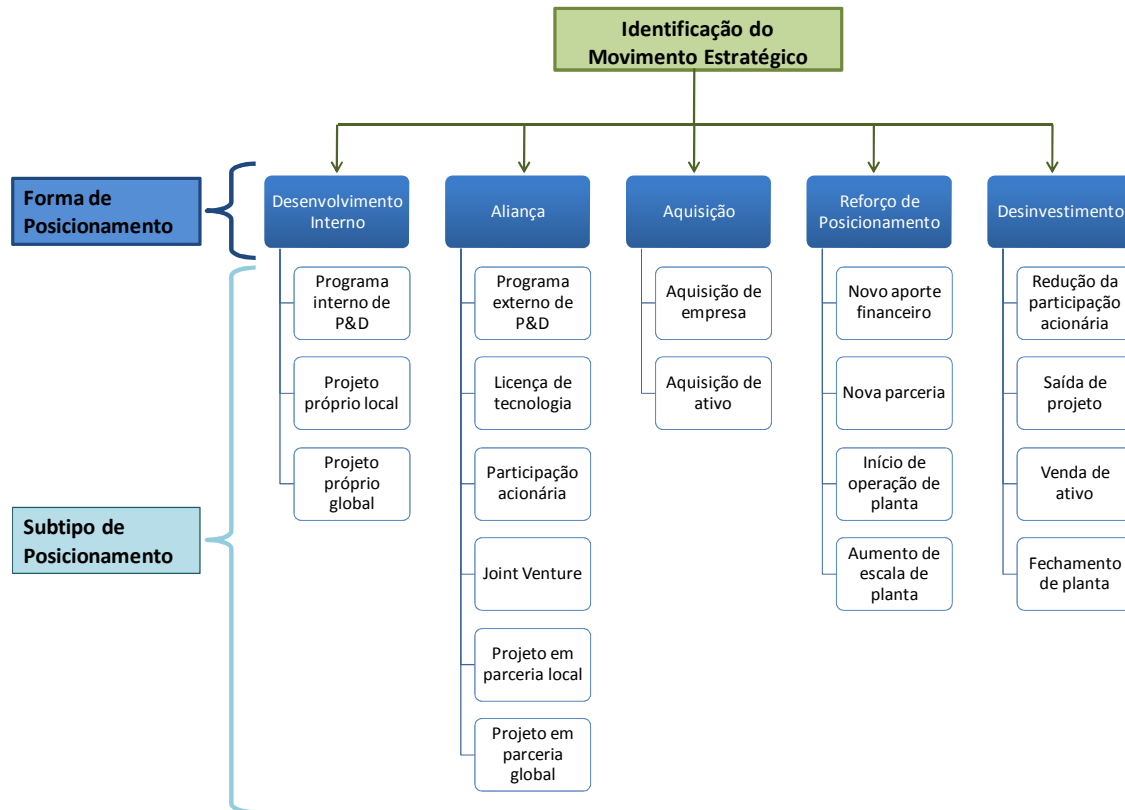 Identificação do
Movimento Estratégico
Forma de
Posicionamento
Desenvolvimento
Interno
Aliança
Aquisição
Reforço de
Posicionamento
Desinvestimento
Subtipo de
Posicionamento
Programa
interno de
P&D
Projeto
próprio local
Projeto
próprio
global
Programa
externo de
P&D
Licença de
tecnologia
Participação
acionária
Joint Venture
Projeto em
parceria local
Projeto em
parceria
global
Aquisição de
empresa
Aquisição de
ativo
Novo aporte
financeiro
Nova parceria
Início de
operação de
planta
Aumento de
escala de
planta
Redução da
participação
acionária
Saída de
projeto
Venda de
ativo
Fechamento
de planta